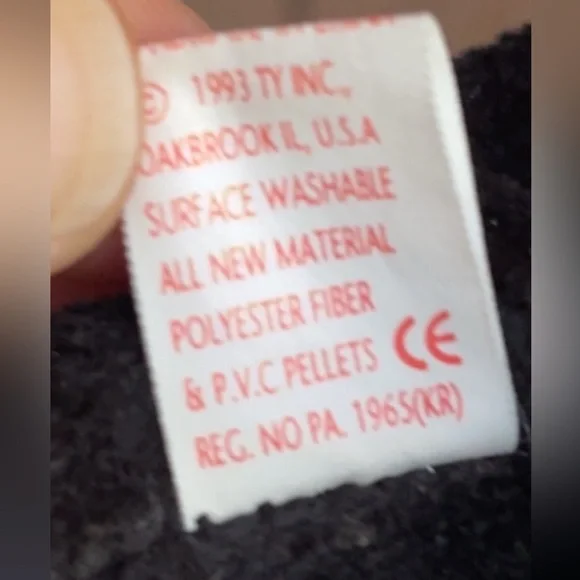 © 1993 TY INC.,
OAKBROOK IL, U.S.A
SURFACE WASHABLE
ALL NEW MATERIAL
POLYESTER FIBER
& P.V.C PELLETS CE
REG. NO PA. 1965(KR)